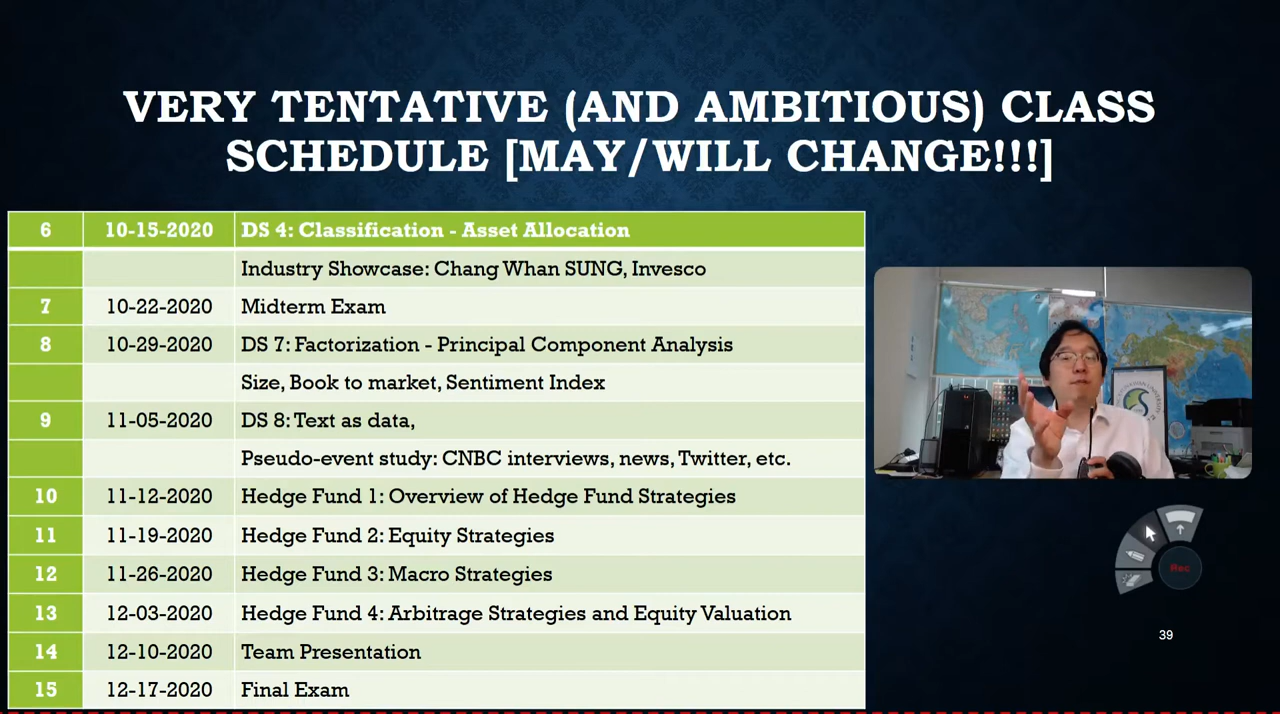 VERY TENTATIVE (AND AMBITIOUS) CLASS
SCHEDULE [MAY/WILL CHANGE!!!]
6 10-15-2020 DS 4: Classification - Asset Allocation
Industry Showcase: Chang Whan SUNG, Invesco
7 10-22-2020 Midterm Exam
8 10-29-2020 DS 7: Factorization - Principal Component Analysis
Size, Book to market, Sentiment Index
9 11-05-2020 DS 8: Text as data,
Pseudo-event study: CNBC interviews, news, Twitter, etc.
10 11-12-2020 Hedge Fund 1: Overview of Hedge Fund Strategies
11 11-19-2020 Hedge Fund 2: Equity Strategies
12 11-26-2020 Hedge Fund 3: Macro Strategies
13 12-03-2020 Hedge Fund 4: Arbitrage Strategies and Equity Valuation
14 12-10-2020 Team Presentation
15 12-17-2020 Final Exam
Rec
39